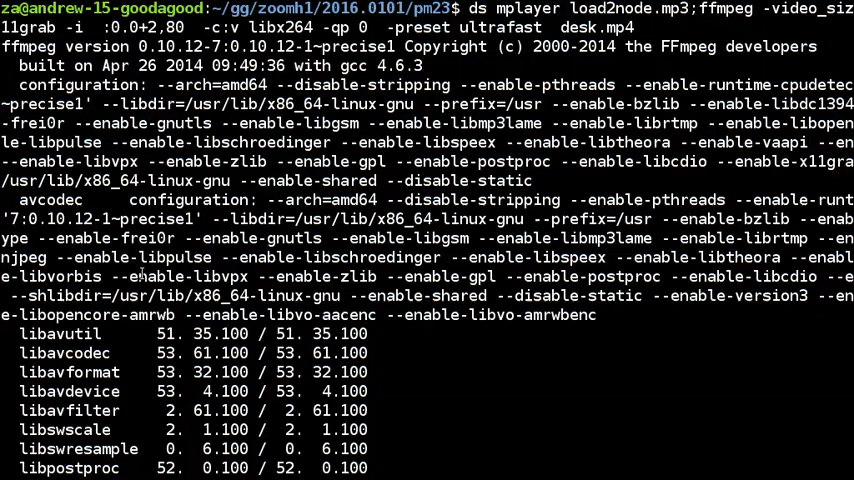 za@andrew-15-goodagood:~/gg/zoomh1/2016.0101/pm23$ ds mplayer load2node.mp3;ffmpeg -video_siz
11grab -i  :0.0+2,80  -c:v libx264 -qp 0  -preset ultrafast  desk.mp4
ffmpeg version 0.10.12-7:0.10.12-1~precise1 Copyright (c) 2000-2014 the FFmpeg developers
  built on Apr 26 2014 09:49:36 with gcc 4.6.3
  configuration: --arch=amd64 --disable-stripping --enable-pthreads --enable-runtime-cpudetec
~precise1' --libdir=/usr/lib/x86_64-linux-gnu --prefix=/usr --enable-bzlib --enable-libdc1394
-frei0r --enable-gnutls --enable-libgsm --enable-libmp3lame --enable-librtmp --enable-libopen
le-libpulse --enable-libschroedinger --enable-libspeex --enable-libtheora --enable-vaapi --en
--enable-libvpx --enable-zlib --enable-gpl --enable-postproc --enable-libcdio --enable-x11gra
/usr/lib/x86_64-linux-gnu --enable-shared --disable-static
  avcodec     configuration: --arch=amd64 --disable-stripping --enable-pthreads --enable-runt
'7:0.10.12-1~precise1' --libdir=/usr/lib/x86_64-linux-gnu --prefix=/usr --enable-bzlib --enab
ype --enable-frei0r --enable-gnutls --enable-libgsm --enable-libmp3lame --enable-librtmp --en
njpeg --enable-libpulse --enable-libschroedinger --enable-libspeex --enable-libtheora --enabl
e-libvorbis --enable-libvpx --enable-zlib --enable-gpl --enable-postproc --enable-libcdio --e
 --shlibdir=/usr/lib/x86_64-linux-gnu --enable-shared --disable-static --enable-version3 --en
e-libopencore-amrwb --enable-libvo-aacenc --enable-libvo-amrwbenc
  libavutil      51. 35.100 / 51. 35.100
  libavcodec     53. 61.100 / 53. 61.100
  libavformat    53. 32.100 / 53. 32.100
  libavdevice    53.  4.100 / 53.  4.100
  libavfilter     2. 61.100 /  2. 61.100
  libswscale      2.  1.100 /  2.  1.100
  libswresample   0.  6.100 /  0.  6.100
  libpostproc    52.  0.100 / 52.  0.100